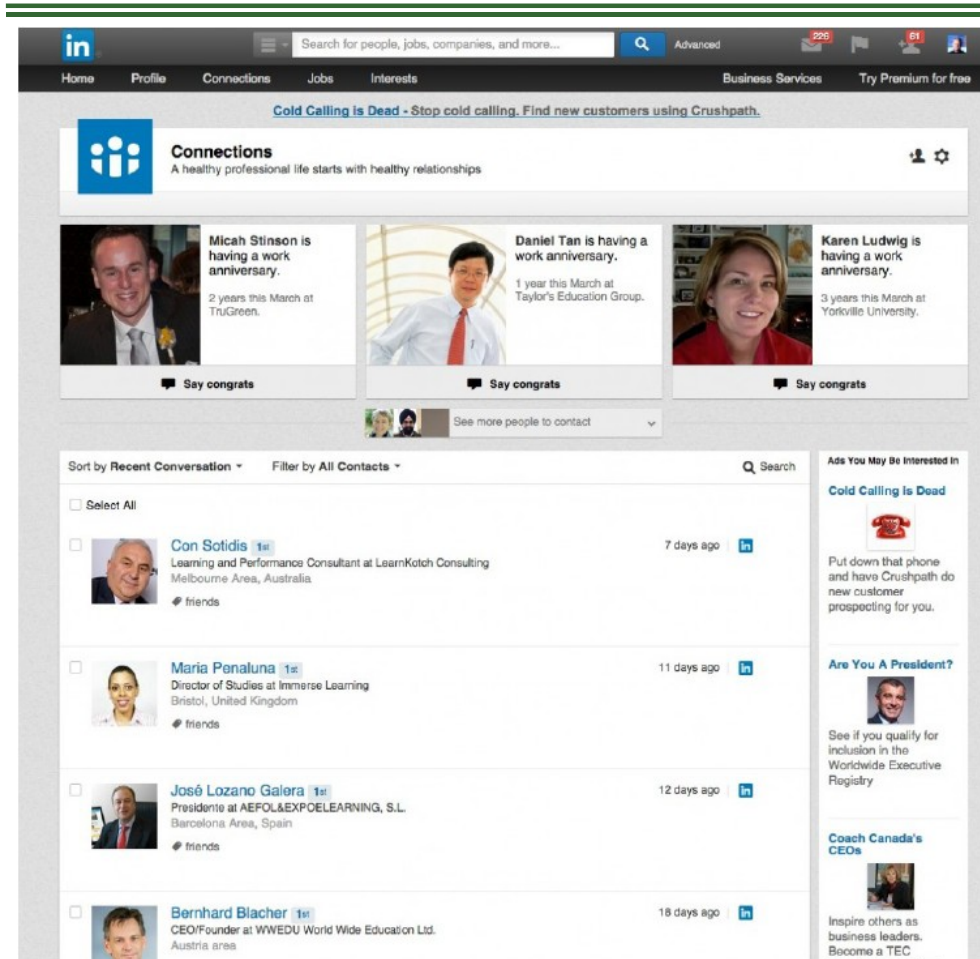 in
Search for people, jobs, companies, and more...
Advanced
226
61
Home Profile Connections Jobs Interests Business Services Try Premium for free
Cold Calling is Dead - Stop cold calling. Find new customers using Crushpath.
Connections
A healthy professional life starts with healthy relationships
Micah Stinson is
having a work
anniversary.
2 years this March at
TruGreen.
Say congrats
Daniel Tan is having a
work anniversary.
1 year this March at
Taylor's Education Group.
Say congrats
Karen Ludwig is
having a work
anniversary.
3 years this March at
Yorkville University.
Say congrats
See more people to contact
Sort by Recent Conversation Filter by All Contacts Search
Select All
Con Sotidis 1st
7 days ago in
Learning and Performance Consultant at LearnKotch Consulting
Melbourne Area, Australia
friends
Maria Penaluna 1st
11 days ago in
Director of Studies at Immerse Learning
Bristol, United Kingdom
friends
José Lozano Galera 1st
12 days ago in
Presidente at AEFOL&EXPOELEARNING, S.L.
Barcelona Area, Spain
friends
Bernhard Blacher 1st
18 days ago in
CEO/Founder at WWEDU World Wide Education Ltd.
Austria area
Ads You May Be Interested In
Cold Calling is Dead
Put down that phone
and have Crushpath do
new customer
prospecting for you.
Are You A President?
See if you qualify for
inclusion in the
Worldwide Executive
Registry
Coach Canada's
CEOs
Inspire others as
business leaders.
Become a TEC